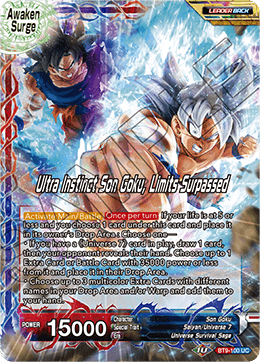 Awaken
Surge
LEADER BACK
Ultra Instinct Son Goku, Limits Surpassed
Activate Main/Battle Once per turn If your life is at 5 or
less and you choose 1 card under this card and place it
in its owner's Drop Area: Choose one—
・If you have a 《Universe 7》 card in play, draw 1 card,
then your opponent reveals their hand. Choose up to 1
Extra Card or Battle Card with 35000 power or less
from it and place it in their Drop Area.
・Choose up to 3 multicolor Extra Cards with different
names in your Drop Area and/or Warp and add them to
your hand.
POWER 15000
Character Son Goku
Special Trait Saiyan/Universe 7
Era Universe Survival Saga
BT9-100 UC